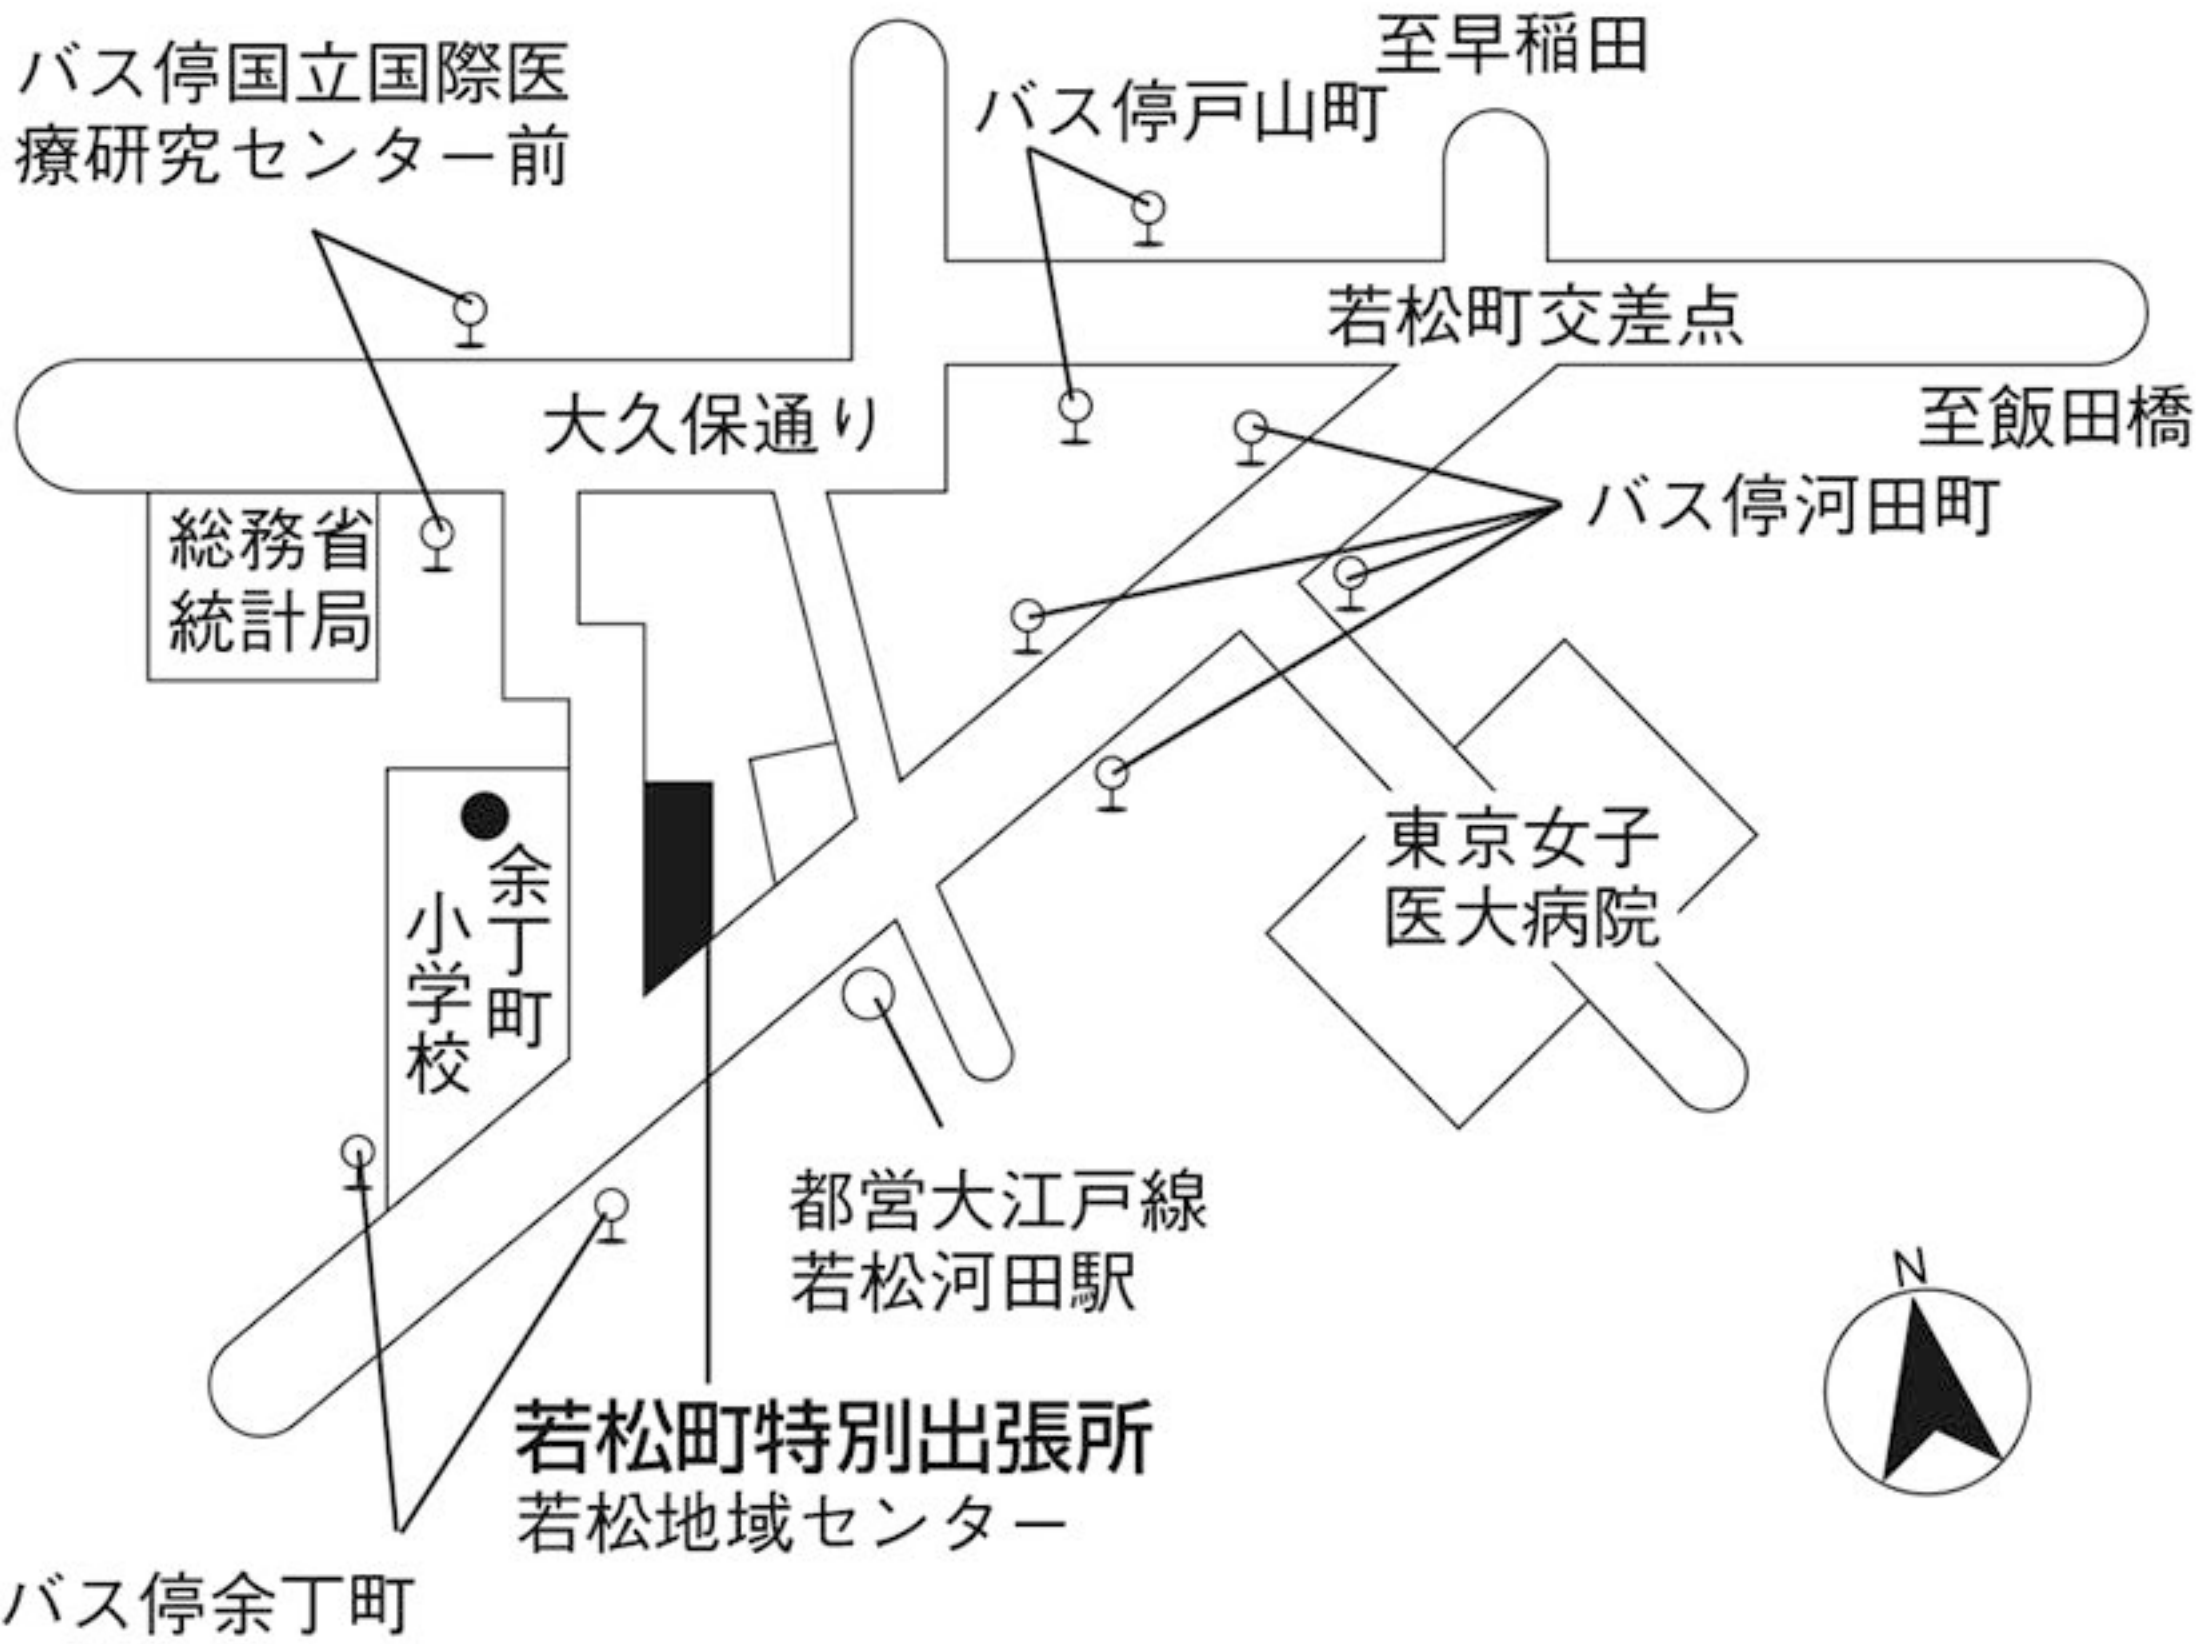 バス停国立国際医
療研究センター前
至早稲田
バス停戸山町
若松町交差点
大久保通り
至飯田橋
バス停河田町
総務省
統計局
東京女子
医大病院
余丁町
小学校
都営大江戸線
若松河田駅
N
若松町特別出張所
若松地域センター
バス停余丁町